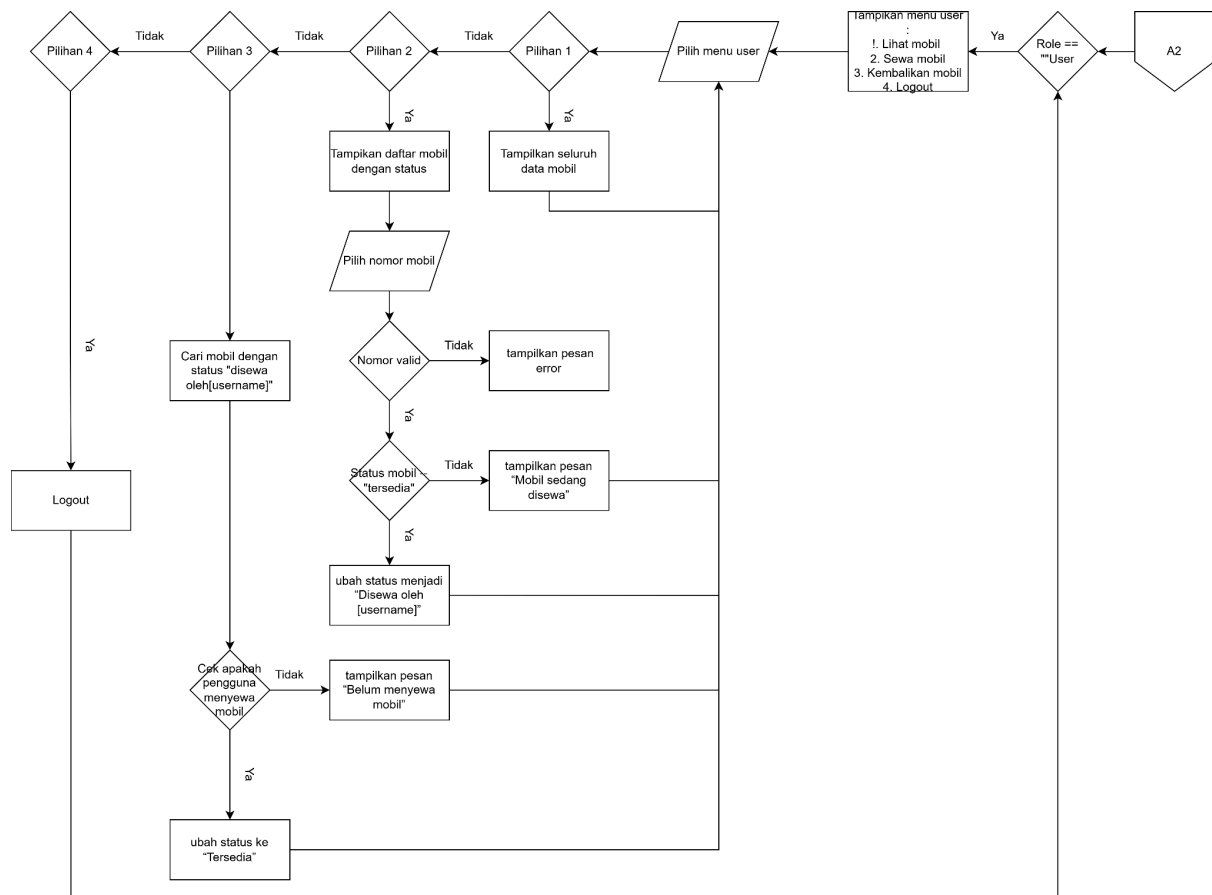 Pilihan 4
Tidak
Pilihan 3
Tidak
Pilihan 2
Tidak
Pilihan 1
Pilih menu user
Tampikan menu user
:
!. Lihat mobil
2. Sewa mobil
3. Kembalikan mobil
4. Logout
Ya
Role ==
""User
A2
Ya
Ya
Tampikan daftar mobil
dengan status
Tampilkan seluruh
data mobil
Pilih nomor mobil
Ya
Cari mobil dengan
status "disewa
oleh[username]"
Nomor valid
Tidak
tampilkan pesan
error
Ya
Logout
Status mobil --
"tersedia"
Tidak
tampilkan pesan
“Mobil sedang
disewa”
Ya
ubah status menjadi
“Disewa oleh
[username]”
Cek apakah
pengguna
menyewa
mobil
Tidak
tampilkan pesan
“Belum menyewa
mobil”
Ya
ubah status ke
“Tersedia”